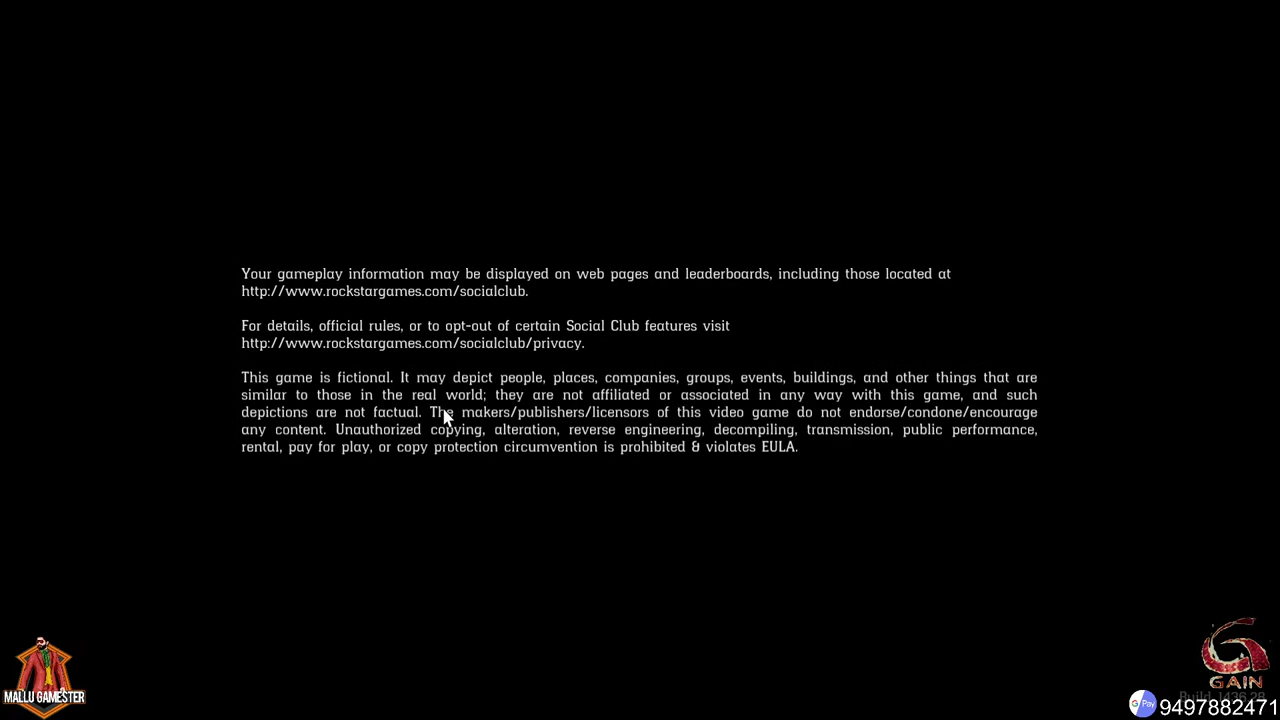 Your gameplay information may be displayed on web pages and leaderboards, including those located at
http://www.rockstargames.com/socialclub.
For details, official rules, or to opt-out of certain Social Club features visit
http://www.rockstargames.com/socialclub/privacy.
This game is fictional. It may depict people, places, companies, groups, events, buildings, and other things that are
similar to those in the real world; they are not affiliated or associated in any way with this game, and such
depictions are not factual. The makers/publishers/licensors of this video game do not endorse/condone/encourage
any content. Unauthorized copying, alteration, reverse engineering, decompiling, transmission, public performance,
rental, pay for play, or copy protection circumvention is prohibited & violates EULA.
MALLU GAMESTER
GAIN
Build 1436.28
G Pay 9497882471